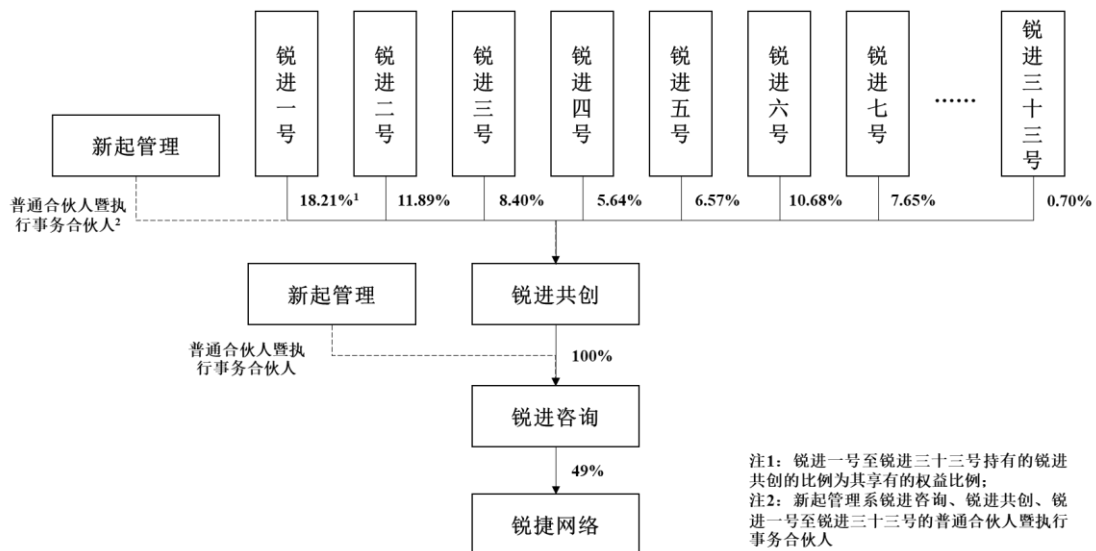 锐进一号
锐进二号
锐进三号
锐进四号
锐进五号
锐进六号
锐进七号
……
锐进三十三号
新起管理
普通合伙人暨执
行事务合伙人2
18.21%1
11.89%
8.40%
5.64%
6.57%
10.68%
7.65%
0.70%
新起管理
锐进共创
普通合伙人暨执
行事务合伙人
100%
锐进咨询
49%
锐捷网络
注1：锐进一号至锐进三十三号持有的锐进
共创的比例为其享有的权益比例；
注2：新起管理系锐进咨询、锐进共创、锐
进一号至锐进三十三号的普通合伙人暨执行
事务合伙人